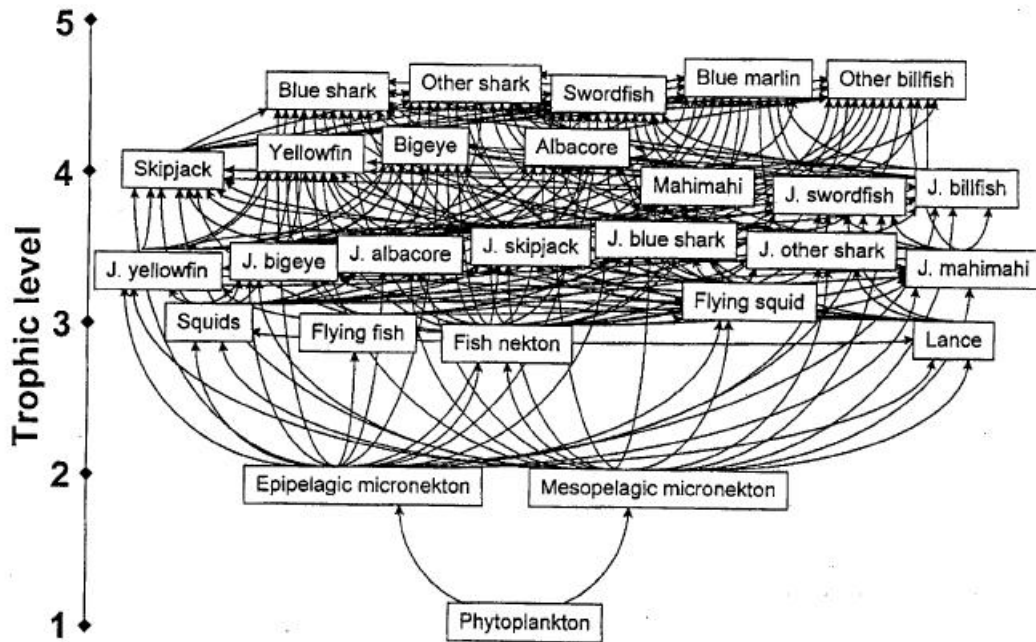 5
Other shark
Blue marlin
Other billfish
Blue shark
Swordfish
Yellowfin
Bigeye
Albacore
4
Skipjack
Mahimahi
J. swordfish
J. billfish
J. yellowfin
J. bigeye
J. albacore
J. skipjack
J. blue shark
J. other shark
J. mahimahi
Trophic level
3
Squids
Flying fish
Fish nekton
Flying squid
Lance
2
Epipelagic micronekton
Mesopelagic micronekton
1
Phytoplankton